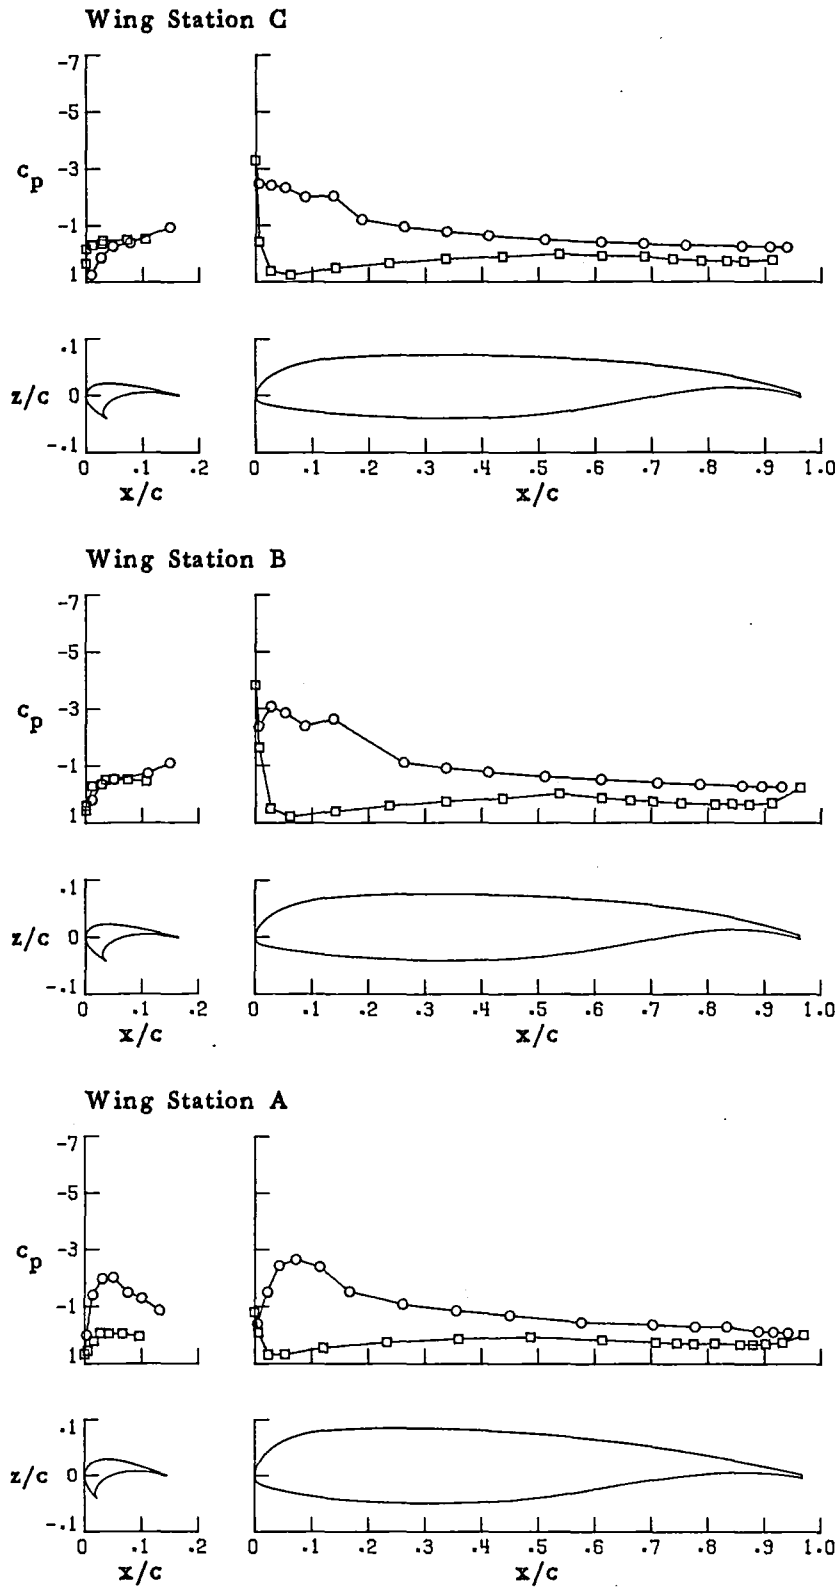 Wing Station C
-7
-5
-3
-1
1
c_p
.1
0
-.1
z/c
0 .1 .2
x/c
0 .1 .2 .3 .4 .5 .6 .7 .8 .9 1.0
x/c
Wing Station B
-7
-5
-3
-1
1
c_p
.1
0
-.1
z/c
0 .1 .2
x/c
0 .1 .2 .3 .4 .5 .6 .7 .8 .9 1.0
x/c
Wing Station A
-7
-5
-3
-1
1
c_p
.1
0
-.1
z/c
0 .1 .2
x/c
0 .1 .2 .3 .4 .5 .6 .7 .8 .9 1.0
x/c